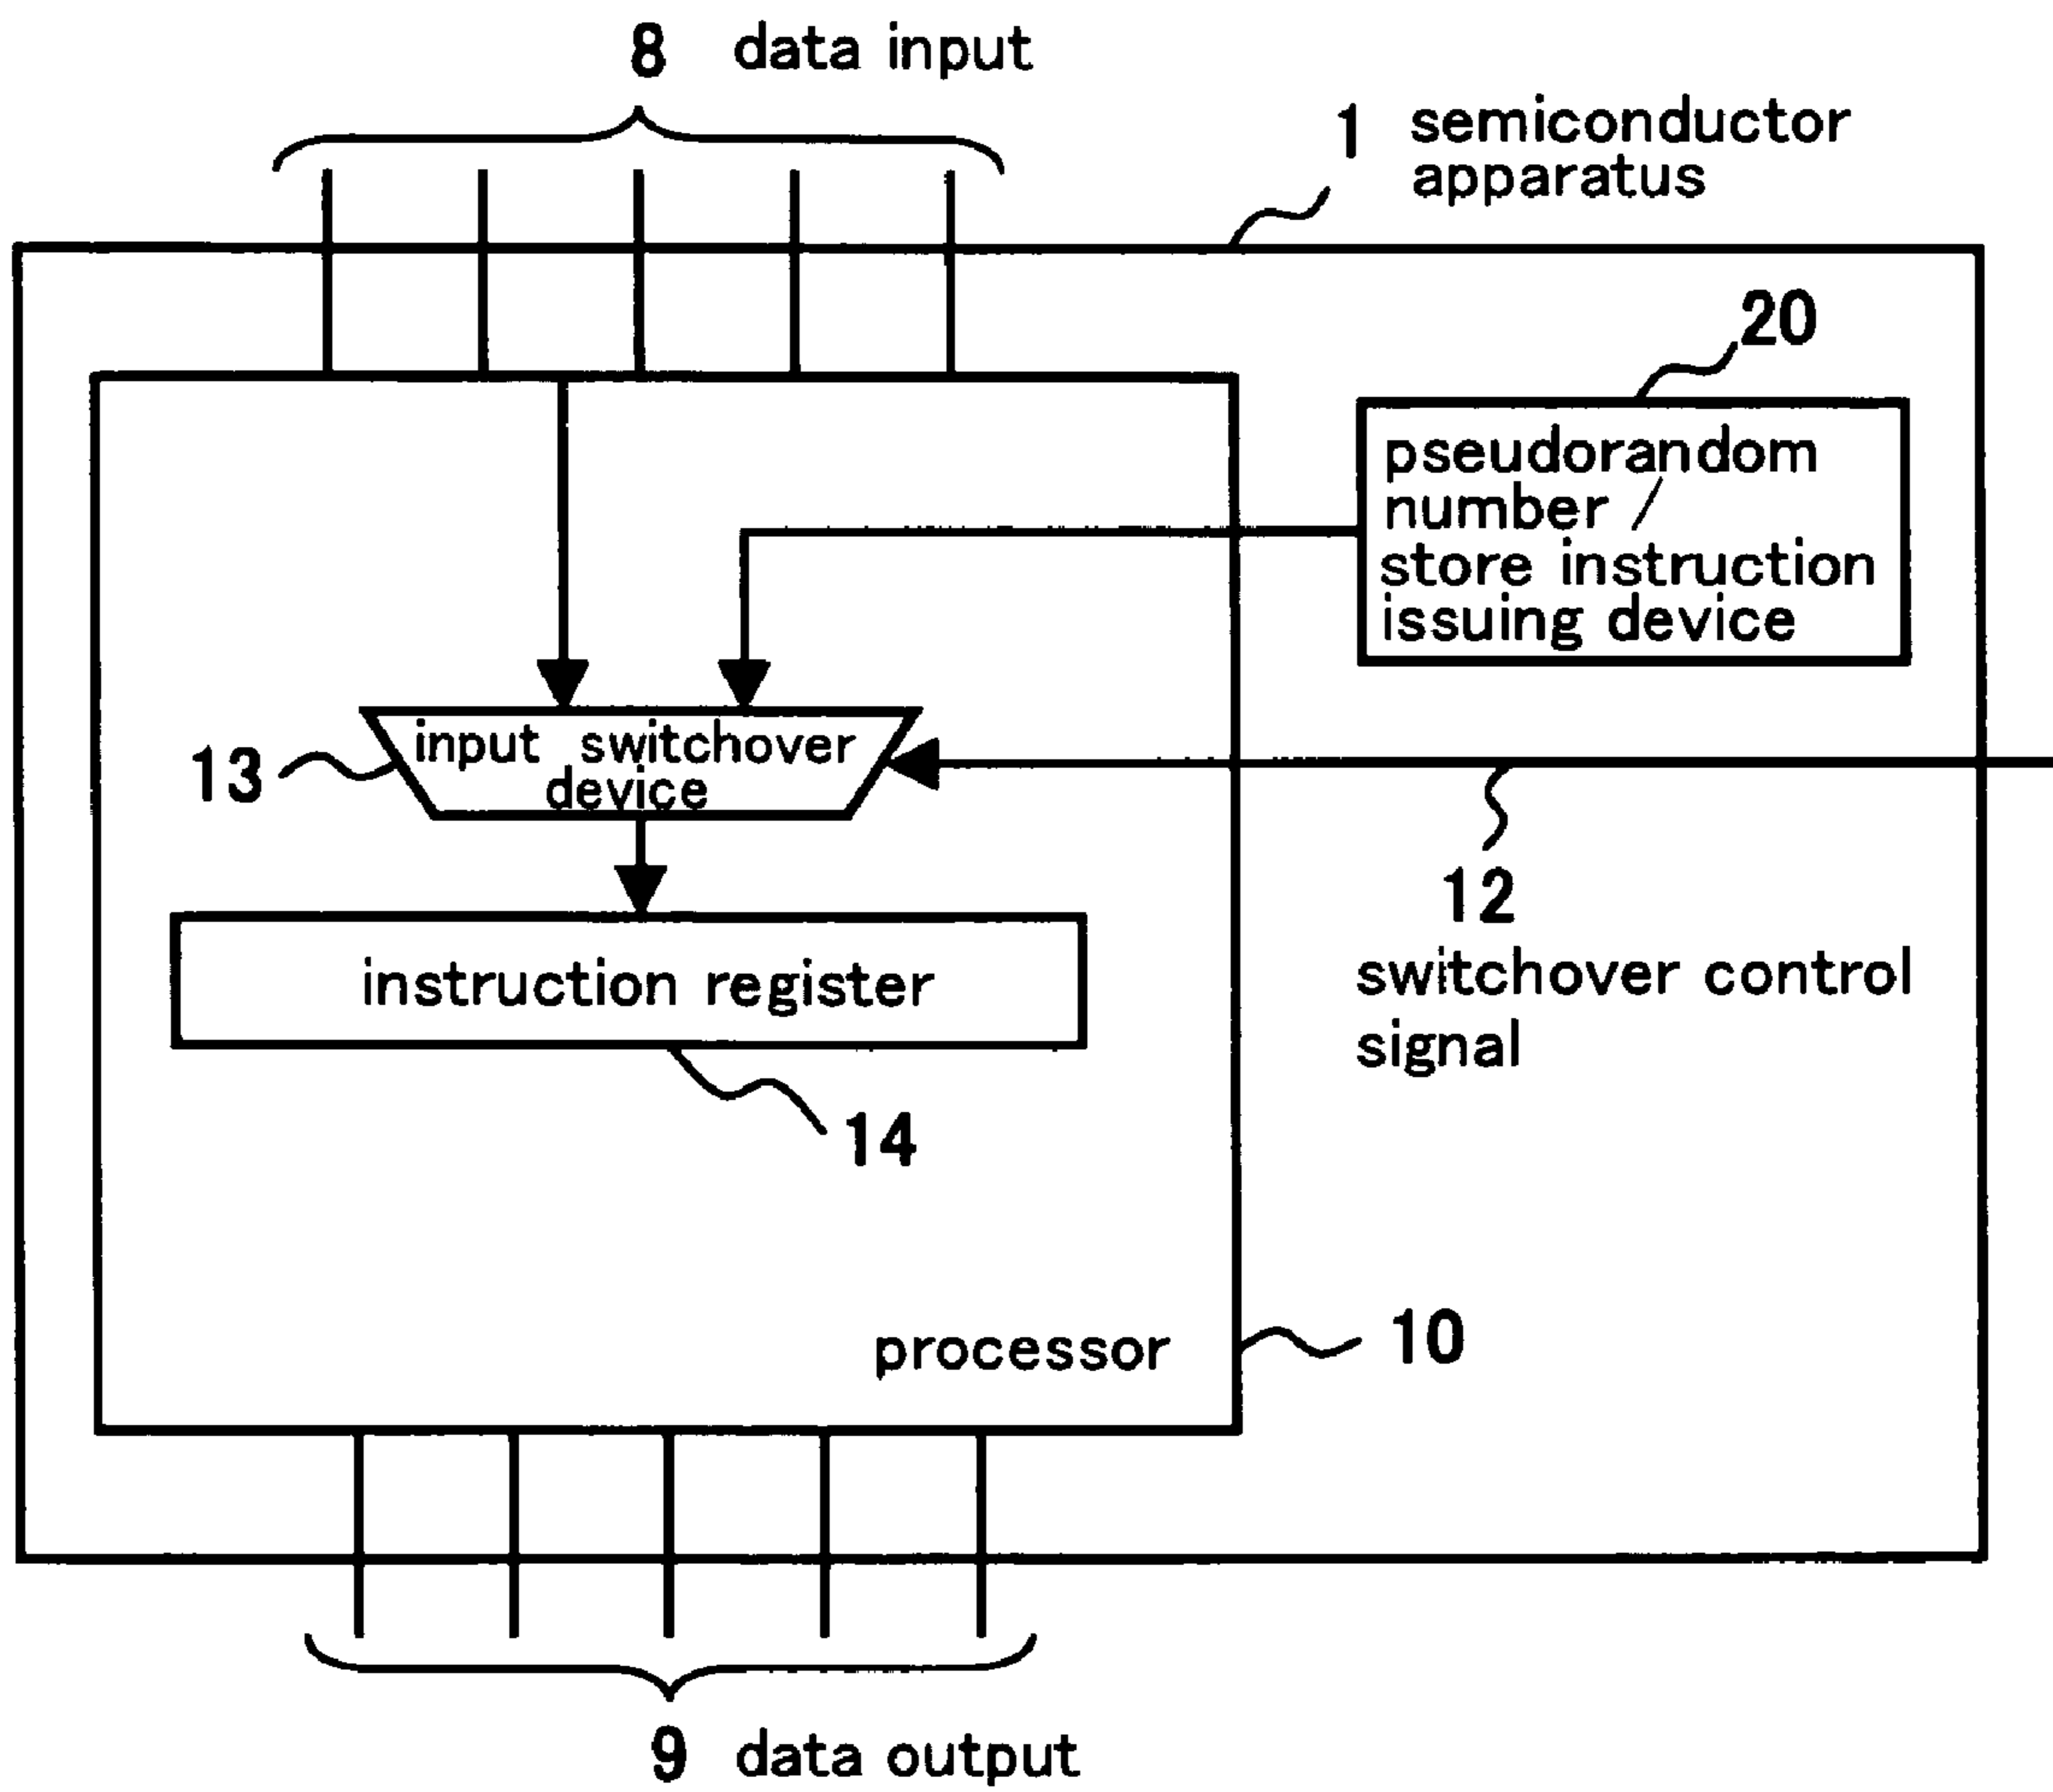 8 data input
1 semiconductor
apparatus
20
pseudorandom
number /
store instruction
issuing device
input switchover
device
13
12
switchover control
signal
instruction register
14
processor
10
9 data output